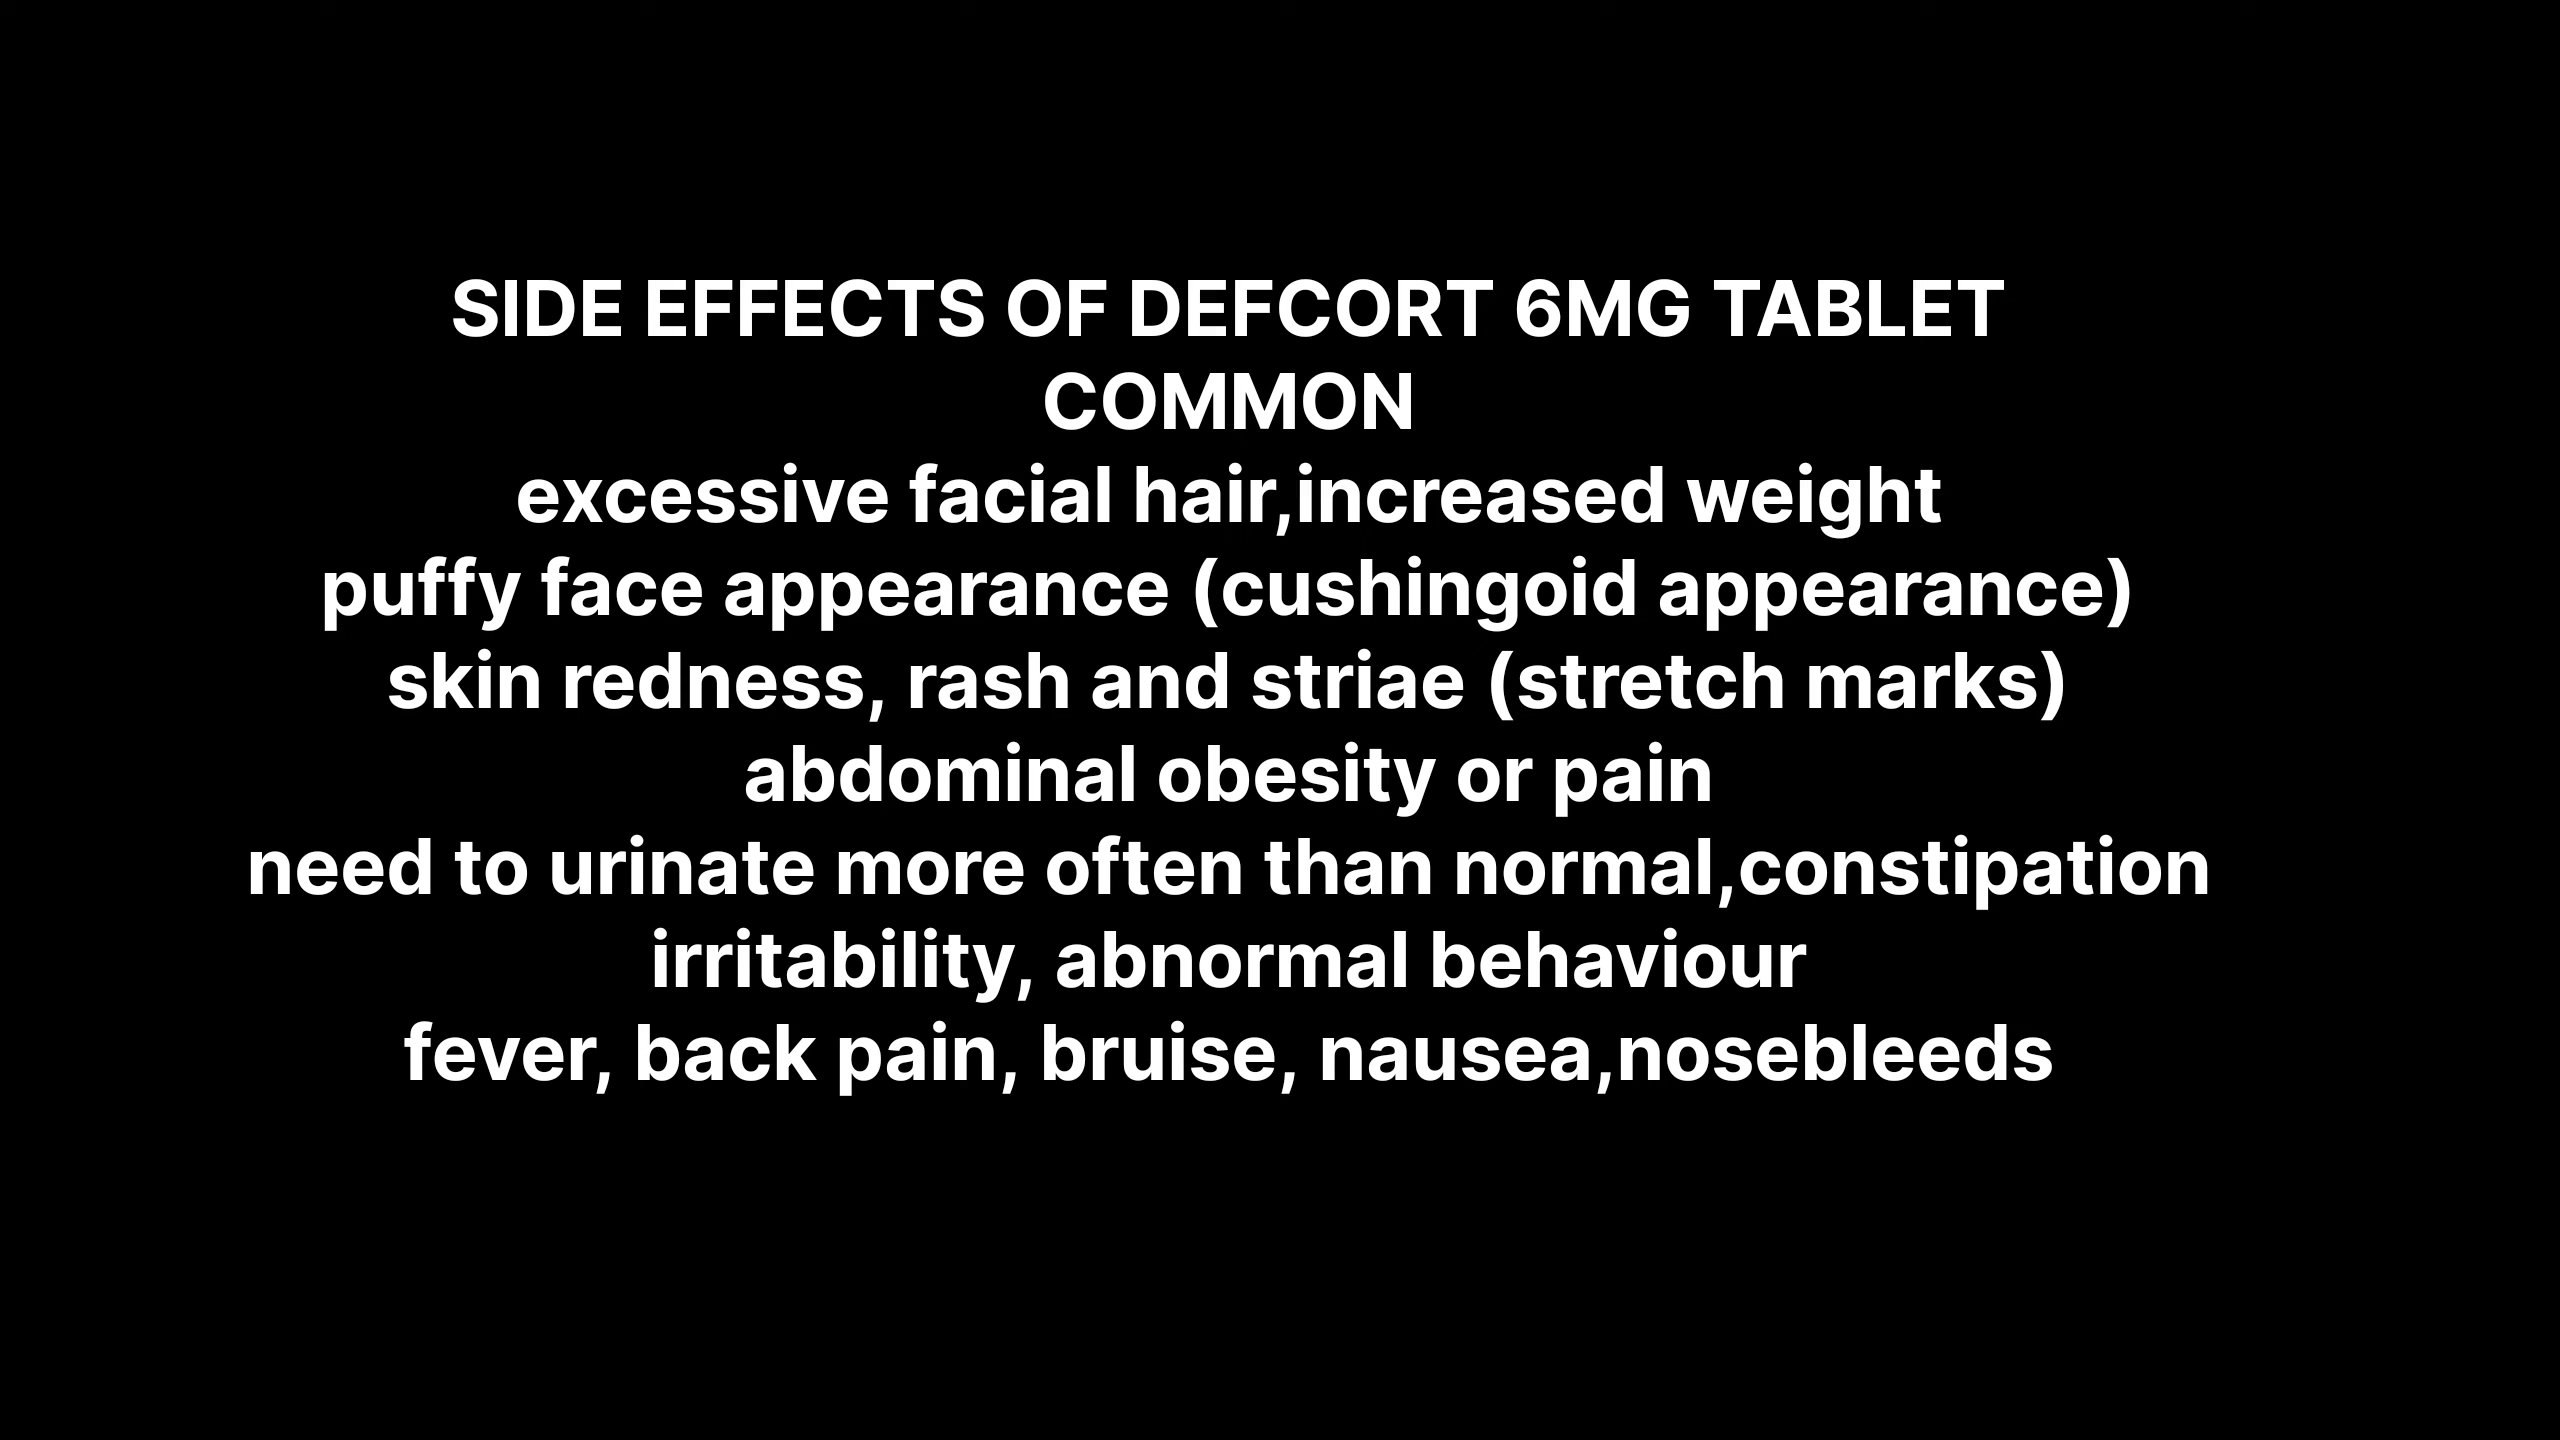 SIDE EFFECTS OF DEFCORT 6MG TABLET
COMMON
excessive facial hair,increased weight
puffy face appearance (cushingoid appearance)
skin redness, rash and striae (stretch marks)
abdominal obesity or pain
need to urinate more often than normal,constipation
irritability, abnormal behaviour
fever, back pain, bruise, nausea,nosebleeds